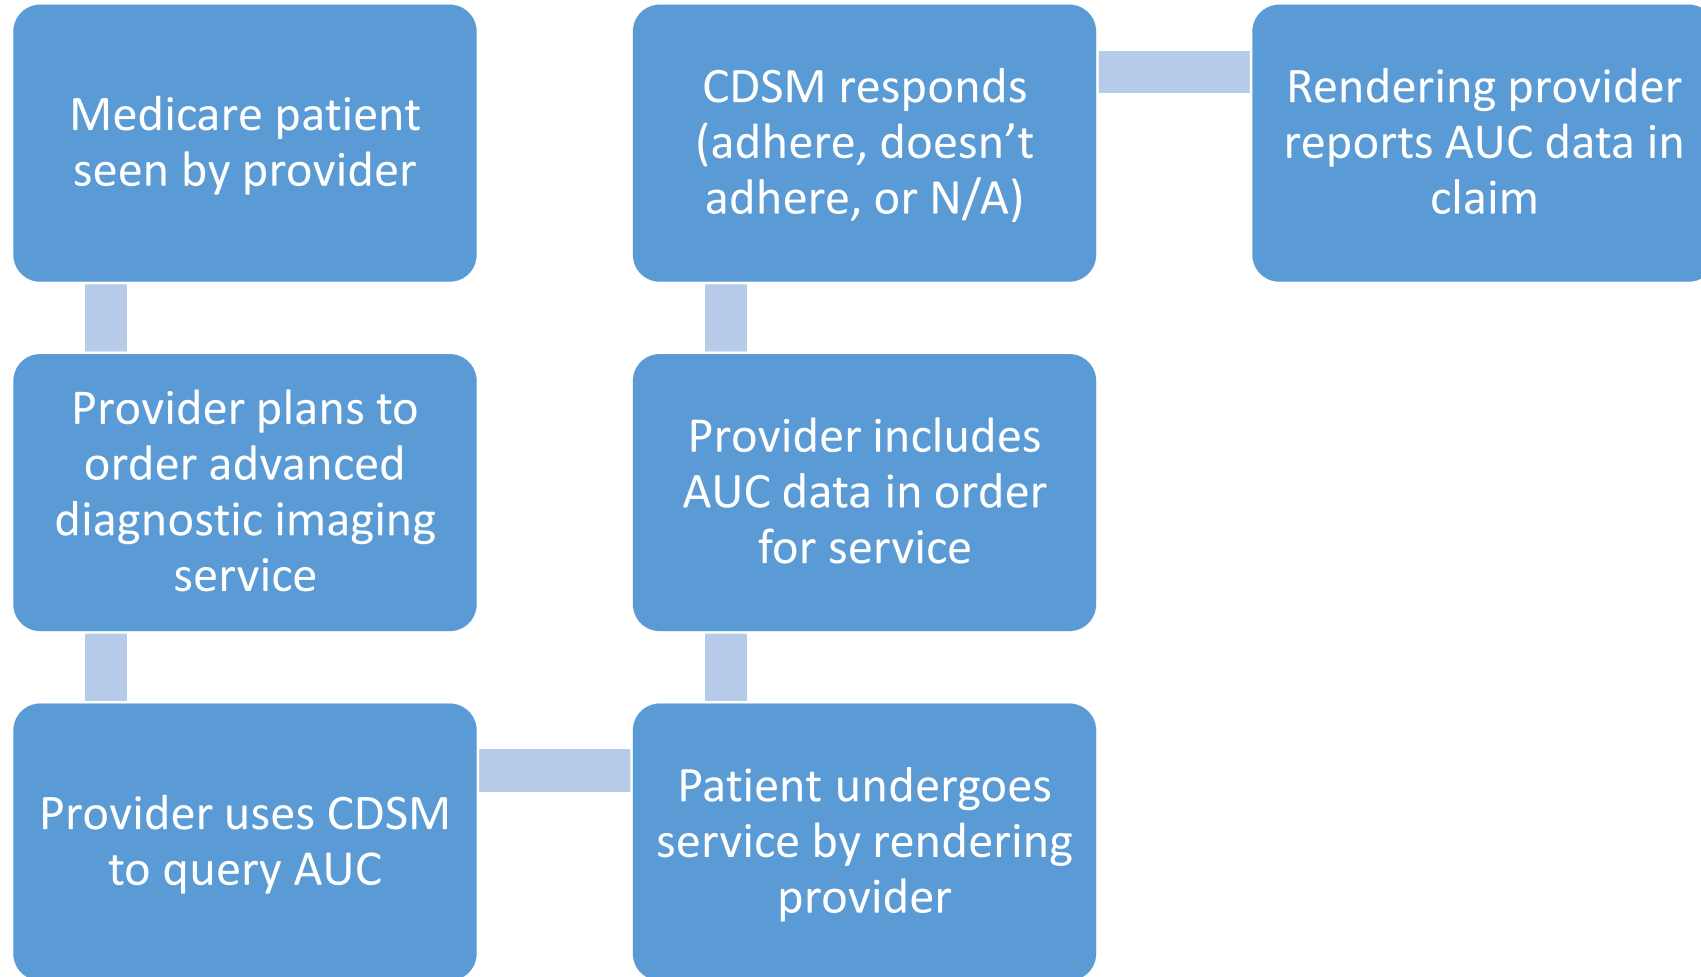 Medicare patient
seen by provider
Provider plans to
order advanced
diagnostic imaging
service
Provider uses CDSM
to query AUC
Patient undergoes
service by rendering
provider
Provider includes
AUC data in order
for service
CDSM responds
(adhere, doesn’t
adhere, or N/A)
Rendering provider
reports AUC data in
claim